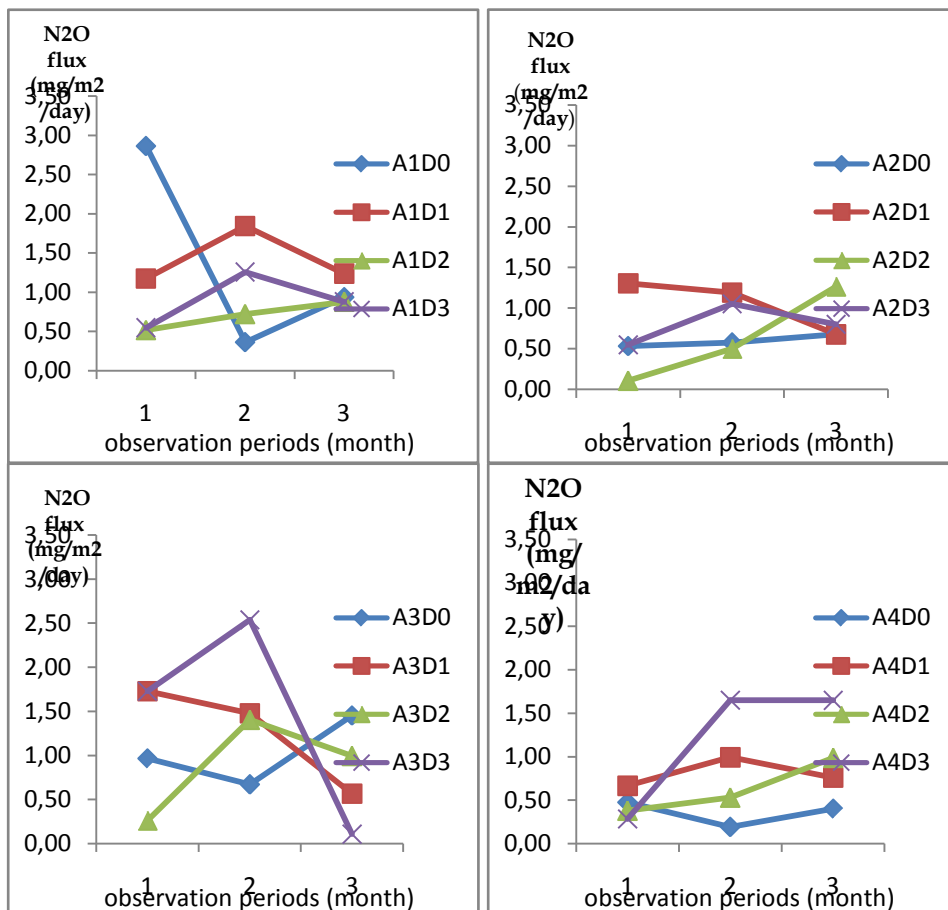 N2O
flux
(mg/m2
/day)
3,50
3,00
2,50
2,00
1,50
1,00
0,50
0,00
A1D0
A1D1
A1D2
A1D3
1 2 3
observation periods (month)
N2O
flux
(mg/m2
/day)
3,50
3,00
2,50
2,00
1,50
1,00
0,50
0,00
A2D0
A2D1
A2D2
A2D3
1 2 3
observation periods (month)
N2O
flux
(mg/m2
/day)
3,50
3,00
2,50
2,00
1,50
1,00
0,50
0,00
A3D0
A3D1
A3D2
A3D3
1 2 3
observation periods (month)
N2O
flux
(mg/
m2/da
y)
3,50
3,00
2,50
2,00
1,50
1,00
0,50
0,00
A4D0
A4D1
A4D2
A4D3
1 2 3
observation periods (month)